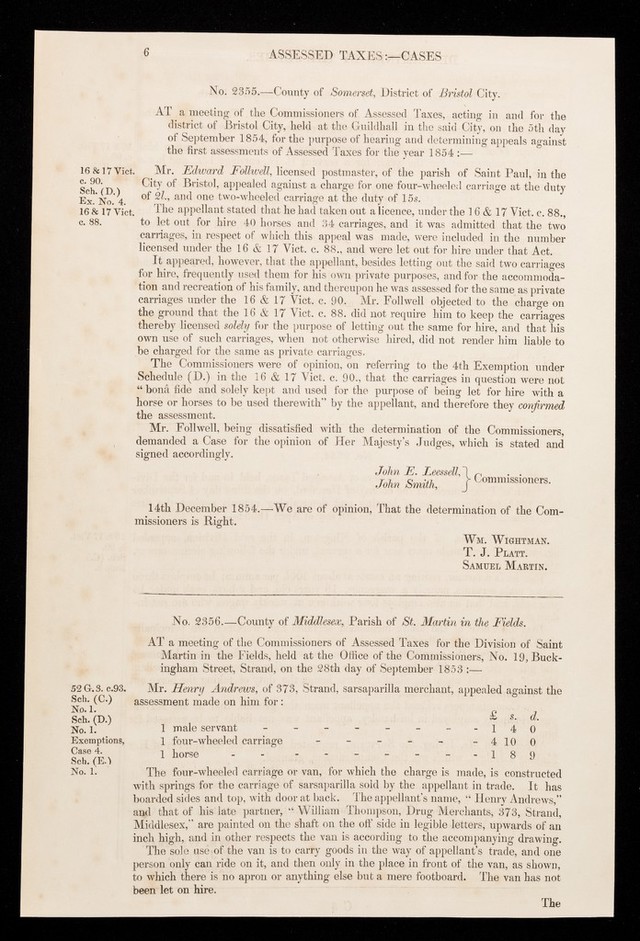 6
ASSESSED TAXES:—CASES
No. 2355.—County of Somerset, District of Bristol City.
AT a meeting of the Commissioners of Assessed Taxes, acting in and for the
district of Bristol City, held at the Guildhall in the said City, on the 5th day
of September 1854, for the purpose of hearing and determining appeals against
the first assessments of Assessed Taxes for the year 1854:—
16 & 17 Vict.
c. 90.
Sch. (D.)
Ex. No. 4.
16 & 17 Vict.
c. 88.
Mr. Edward Follwell, licensed postmaster, of the parish of Saint Paul, in the
City of Bristol, appealed against a charge for one four-wheeled carriage at the duty
of 2l., and one two-wheeled carriage at the duty of 15s.
The appellant stated that he had taken out a licence, under the 16 & 17 Vict. c. 88.,
to let out for hire 40 horses and 34 carriages, and it was admitted that the two
carriages, in respect of which this appeal was made, were included in the number
licensed under the 16 & 17 Vict. c. 88., and were let out for hire under that Act.
It appeared, however, that the appellant, besides letting out the said two carriages
for hire, frequently used them for his own private purposes, and for the accommoda-
tion and recreation of his family, and thereupon he was assessed for the same as private
carriages under the 16 & 17 Vict. c. 90. Mr. Follwell objected to the charge on
the ground that the 16 & 17 Vict. c. 88. did not require him to keep the carriages
thereby licensed solely for the purpose of letting out the same for hire, and that his
own use of such carriages, when not otherwise hired, did not render him liable to
be charged for the same as private carriages.
The Commissioners were of opinion, on referring to the 4th Exemption under
Schedule (D.) in the 16 & 17 Vict. c. 90., that the carriages in question were not
"bonâ fide and solely kept and used for the purpose of being let for hire with a
horse or horses to be used therewith" by the appellant, and therefore they confirmed
the assessment.
Mr. Follwell, being dissatisfied with the determination of the Commissioners,
demanded a Case for the opinion of Her Majesty's Judges, which is stated and
signed accordingly.
John E. Leessell, } Commissioners.
John Smith,
14th December 1854.—We are of opinion, That the determination of the Com-
missioners is Right.
WM. WIGHTMAN.
T. J. PLATT.
SAMUEL MARTIN.
No. 2356.—County of Middlesex, Parish of St. Martin in the Fields.
AT a meeting of the Commissioners of Assessed Taxes for the Division of Saint
Martin in the Fields, held at the Office of the Commissioners, No. 19, Buck-
ingham Street, Strand, on the 28th day of September 1853:—
52 G.3. c.93.
Sch. (C.)
No. 1.
Sch. (D.)
No. 1.
Exemptions,
Case 4.
Sch. (E.)
No. 1.
Mr. Henry Andrews, of 373, Strand, sarsaparilla merchant, appealed against the
assessment made on him for:
£ s. d.
1 male servant - - - - - - - - 1 4 0
1 four-wheeled carriage - - - - - - 4 10 0
1 horse - - - - - - - - - 1 8 9
The four-wheeled carriage or van, for which the charge is made, is constructed
with springs for the carriage of sarsaparilla sold by the appellant in trade. It has
boarded sides and top, with door at back. The appellant's name, "Henry Andrews,"
and that of his late partner, "William Thompson, Drug Merchants, 373, Strand,
Middlesex," are painted on the shaft on the off side in legible letters, upwards of an
inch high, and in other respects the van is according to the accompanying drawing.
The sole use of the van is to carry goods in the way of appellant's trade, and one
person only can ride on it, and then only in the place in front of the van, as shown,
to which there is no apron or anything else but a mere footboard. The van has not
been let on hire.
The